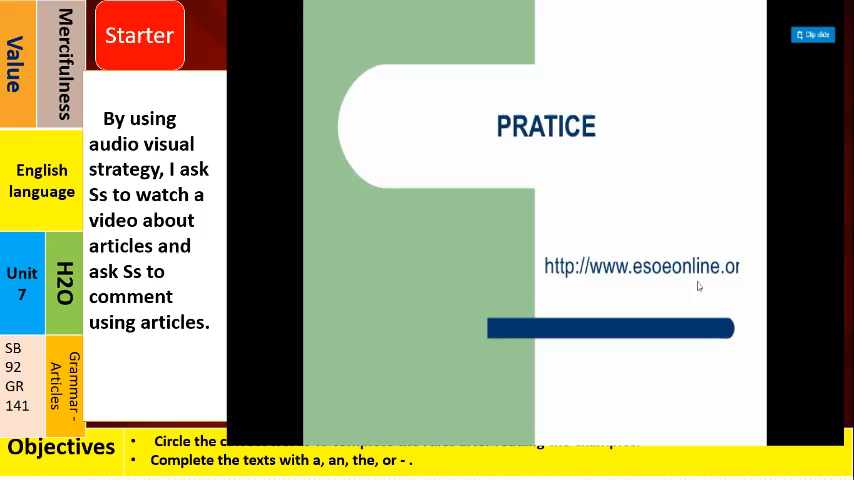 Value
Mercifulness
Starter
Clip slide
By using
audio visual
strategy, I ask
Ss to watch a
video about
articles and
ask Ss to
comment
using articles.
PRATICE
http://www.esoeonline.or
English
language
Unit
7
H2O
SB
92
GR
141
Grammar -
Articles
Objectives
• Circle the
• Complete the texts with a, an, the, or - .